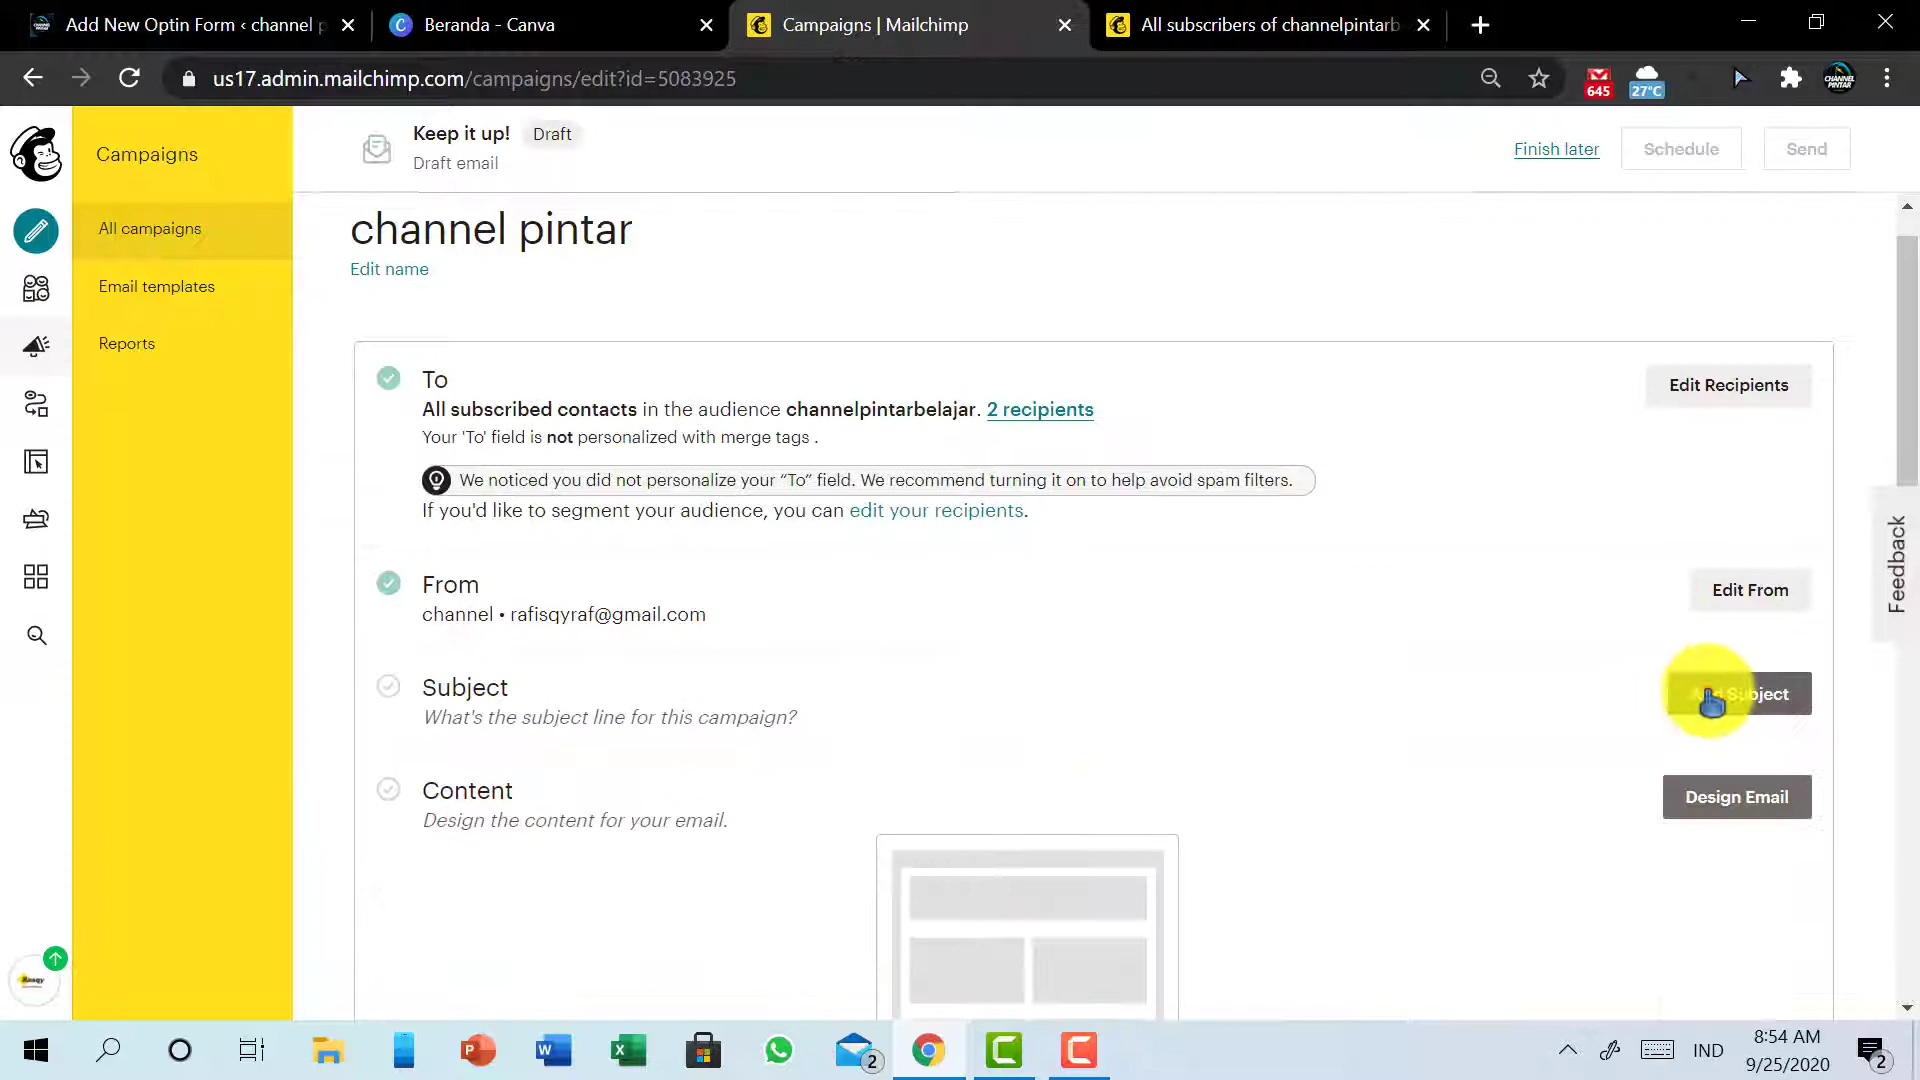 Add New Optin Form ‹ channel p
Beranda - Canva
Campaigns | Mailchimp
All subscribers of channelpintarb
us17.admin.mailchimp.com/campaigns/edit?id=5083925
645
27°C
CHANNEL PINTAR
Campaigns
All campaigns
Email templates
Reports
Keep it up!
Draft
Draft email
Finish later
Schedule
Send
channel pintar
Edit name
To
Edit Recipients
All subscribed contacts in the audience channelpintarbelajar. 2 recipients
Your 'To' field is not personalized with merge tags .
We noticed you did not personalize your “To” field. We recommend turning it on to help avoid spam filters.
If you'd like to segment your audience, you can edit your recipients.
From
Edit From
channel • rafisqyraf@gmail.com
Subject
Add Subject
What's the subject line for this campaign?
Content
Design Email
Design the content for your email.
Feedback
2
IND
8:54 AM
9/25/2020
2